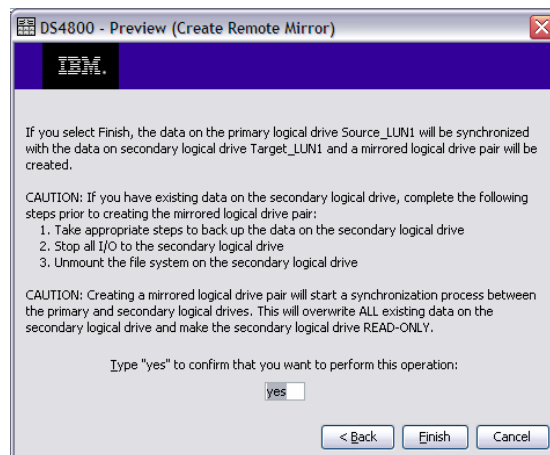 DS4800 - Preview (Create Remote Mirror)
IBM.
If you select Finish, the data on the primary logical drive Source_LUN1 will be synchronized
with the data on secondary logical drive Target_LUN1 and a mirrored logical drive pair will be
created.
CAUTION: If you have existing data on the secondary logical drive, complete the following
steps prior to creating the mirrored logical drive pair:
1. Take appropriate steps to back up the data on the secondary logical drive
2. Stop all I/O to the secondary logical drive
3. Unmount the file system on the secondary logical drive
CAUTION: Creating a mirrored logical drive pair will start a synchronization process between
the primary and secondary logical drives. This will overwrite ALL existing data on the
secondary logical drive and make the secondary logical drive READ-ONLY.
Type "yes" to confirm that you want to perform this operation:
yes
< Back Finish Cancel